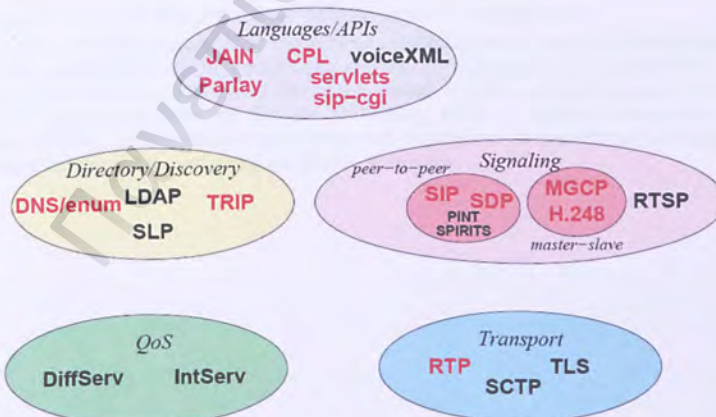 Languages/APIs
JAIN CPL voiceXML
Parlay servlets
sip-cgi
Directory/Discovery
DNS/enum LDAP TRIP
SLP
Signaling
peer-to-peer
SIP SDP
PINT
SPIRITS
MGCP
H.248
RTSP
master-slave
QoS
DiffServ IntServ
Transport
RTP TLS
SCTP